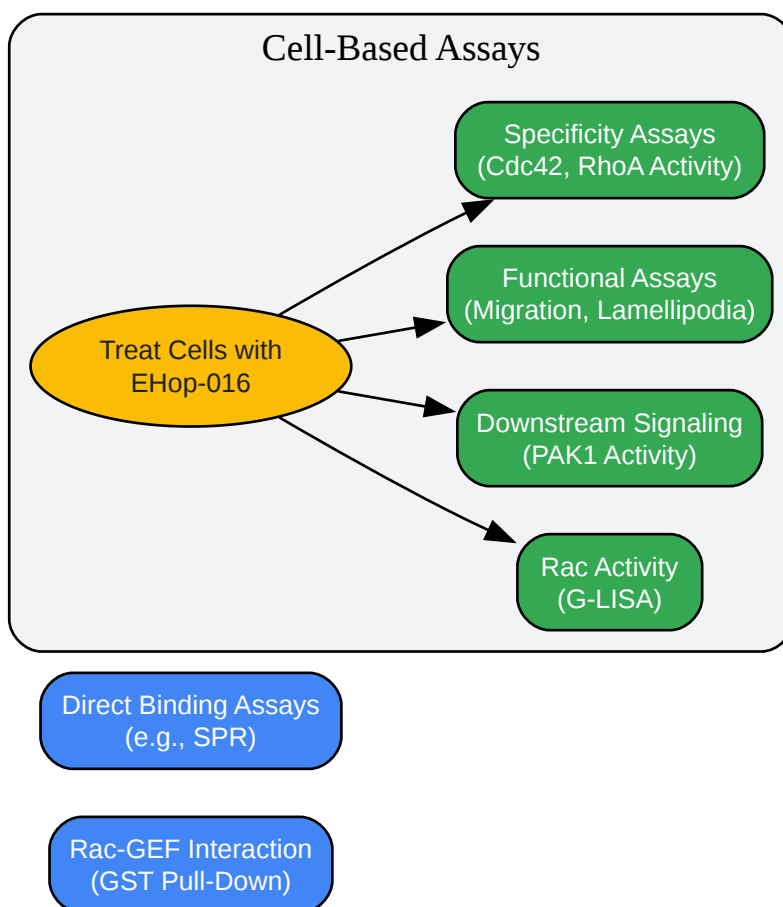 Cell-Based Assays
Specificity Assays
(Cdc42, RhoA Activity)
Functional Assays
(Migration, Lamellipodia)
Treat Cells with
EHop-016
Downstream Signaling
(PAK1 Activity)
Rac Activity
(G-LISA)
Direct Binding Assays
(e.g., SPR)
Rac-GEF Interaction
(GST Pull-Down)